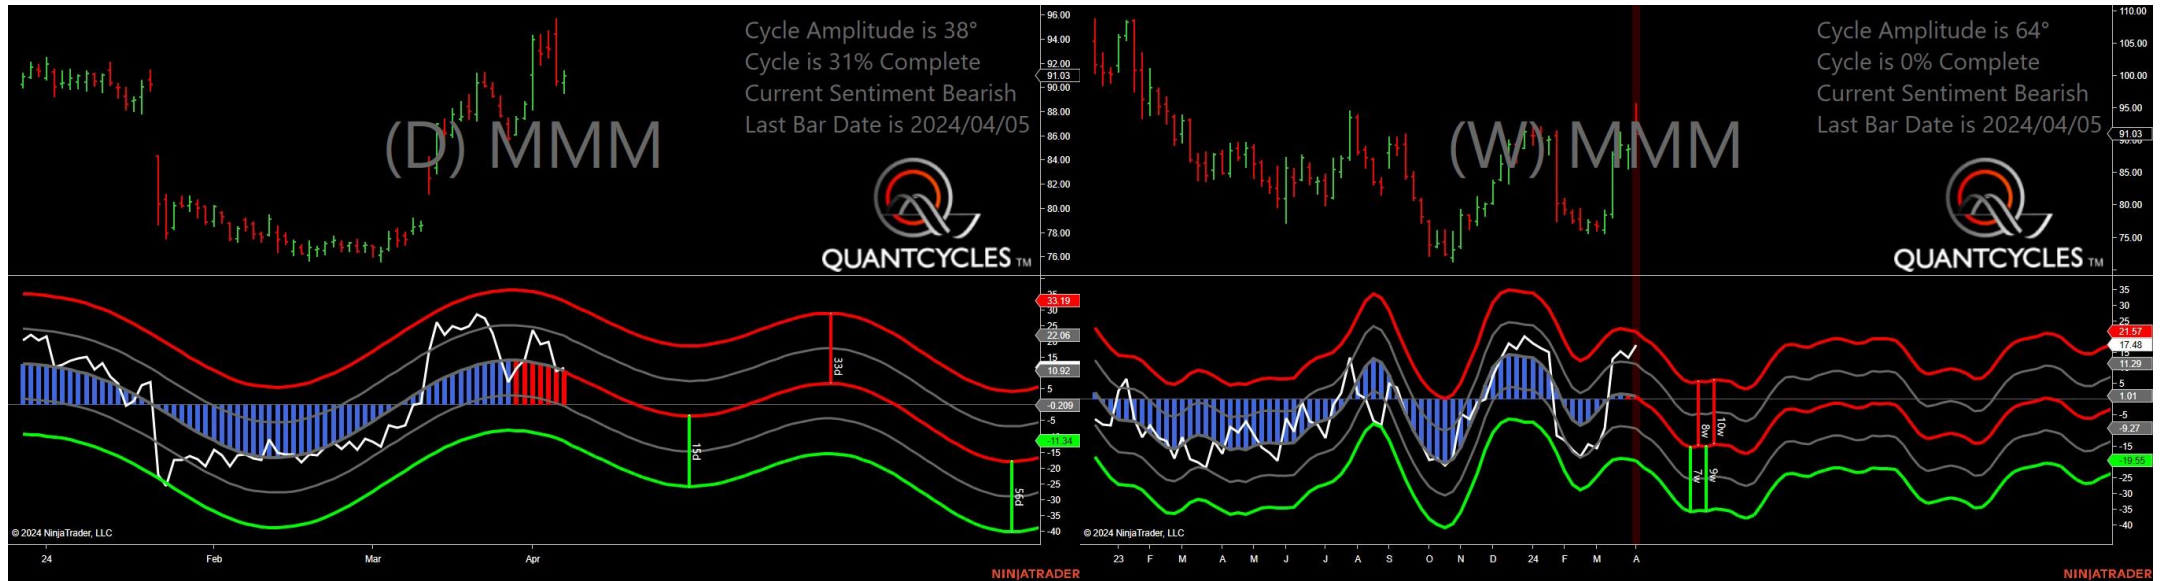 Cycle Amplitude is 38°
Cycle is 31% Complete
Current Sentiment Bearish
Last Bar Date is 2024/04/05
(D) MMM
QUANTCYCLES TM
96.00
94.00
92.00
91.03
90.00
88.00
86.00
84.00
82.00
80.00
78.00
76.00
33.19
30
22.06
15
10.92
5
-0.209
-5
-11.34
-15
-20
-25
-30
-35
-40
33d
15d
56d
© 2024 NinjaTrader, LLC
24 Feb Mar Apr
NINJATRADER
Cycle Amplitude is 64°
Cycle is 0% Complete
Current Sentiment Bearish
Last Bar Date is 2024/04/05
(W) MMM
QUANTCYCLES TM
110.00
105.00
100.00
95.00
91.03
90.00
85.00
80.00
75.00
35
30
25
21.57
17.48
15
11.29
5
1.01
-5
-9.27
-15
-19.55
-25
-30
-35
-40
8w
10w
7w
9w
© 2024 NinjaTrader, LLC
23 F M A M J J A S O N D 24 F M A
NINJATRADER